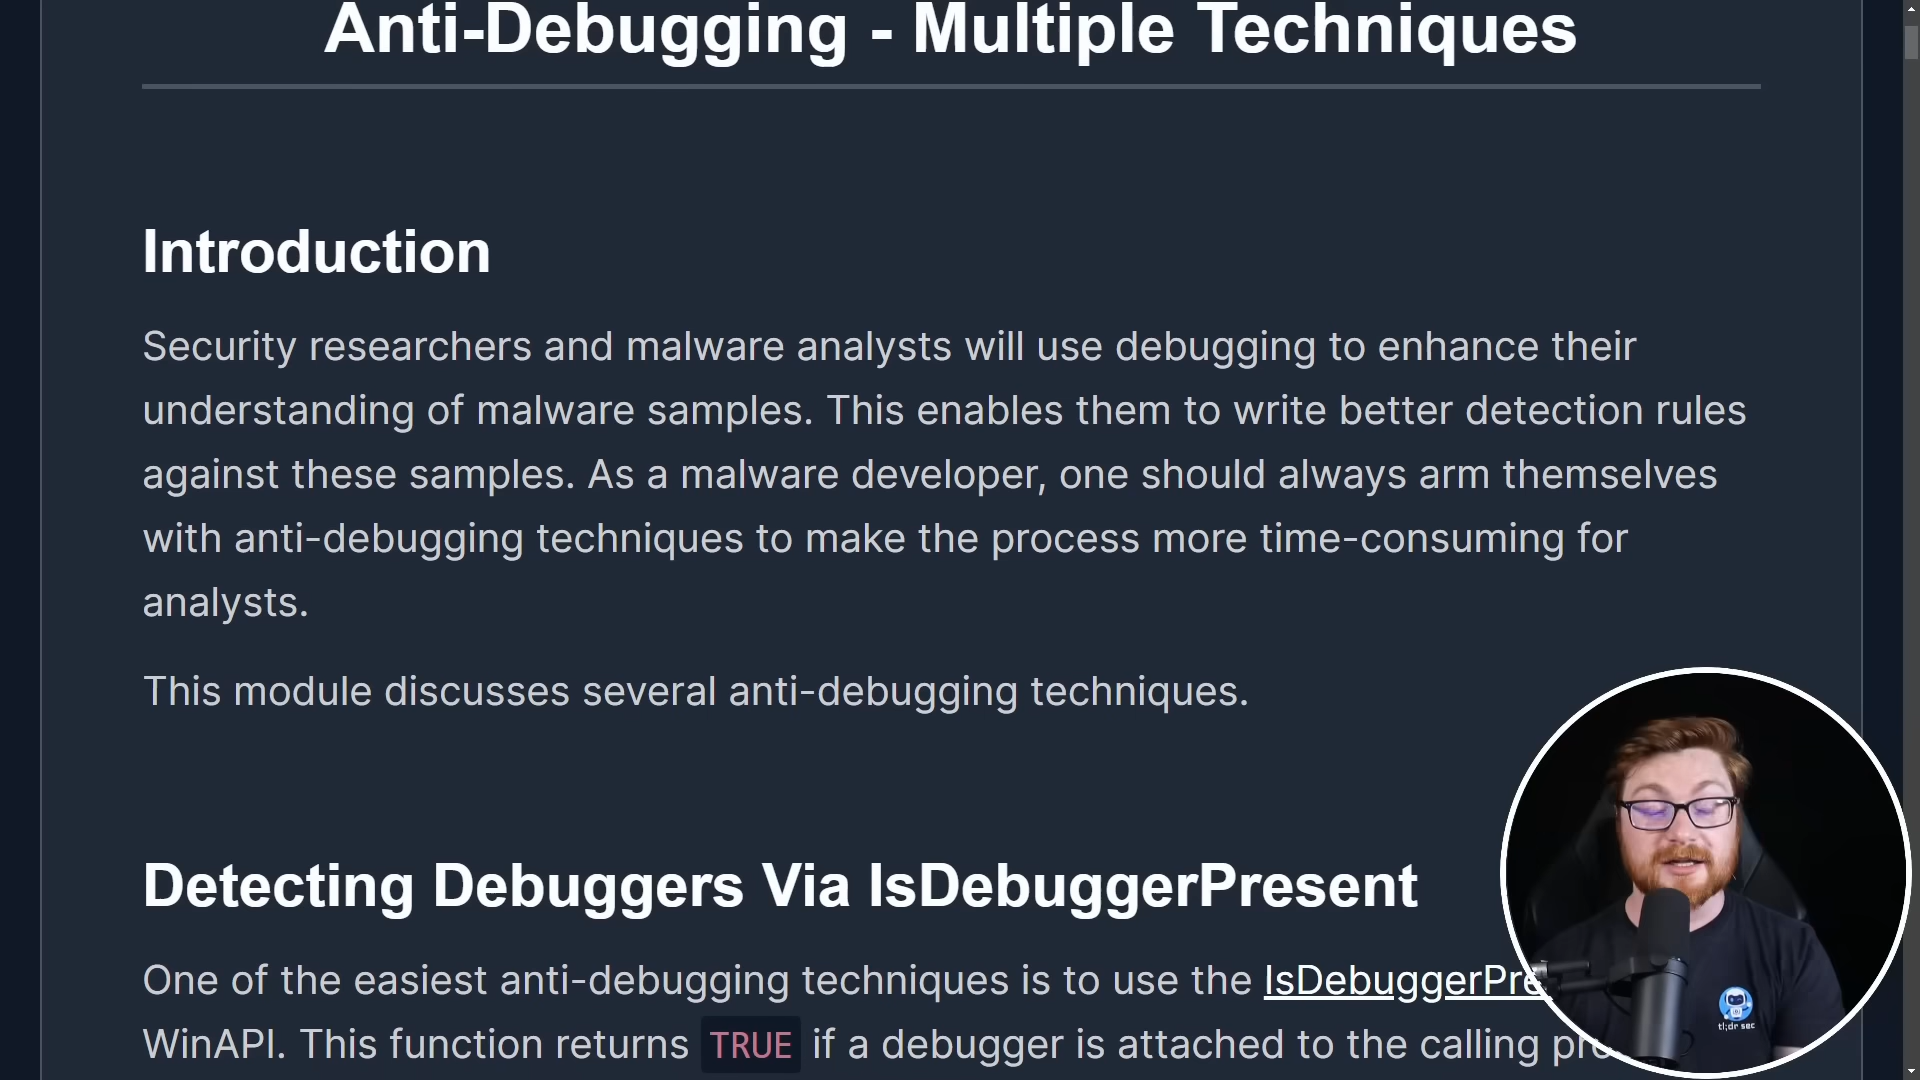 Anti-Debugging - Multiple Techniques
Introduction
Security researchers and malware analysts will use debugging to enhance their
understanding of malware samples. This enables them to write better detection rules
against these samples. As a malware developer, one should always arm themselves
with anti-debugging techniques to make the process more time-consuming for
analysts.
This module discusses several anti-debugging techniques.
Detecting Debuggers Via IsDebuggerPresent
One of the easiest anti-debugging techniques is to use the
WinAPI. This function returns TRUE if a debugger is attached to the calling
tl;dr sec